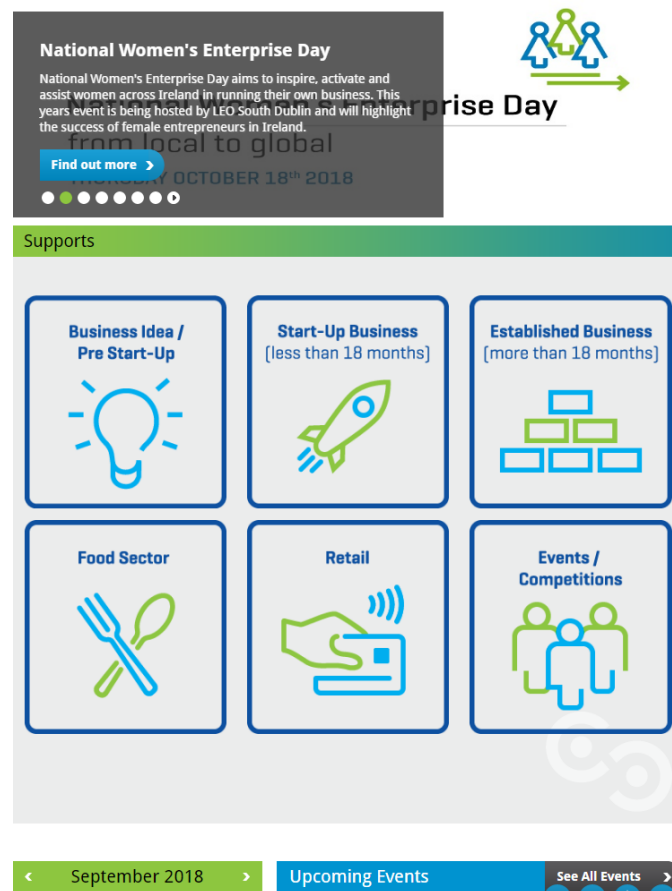 National Women's Enterprise Day
National Women's Enterprise Day aims to inspire, activate and
assist women across Ireland in running their own business. This
years event is being hosted by LEO South Dublin and will highlight
the success of female entrepreneurs in Ireland.
National Women's Enterprise Day
from local to global
Find out more
THURSDAY OCTOBER 18th 2018
Supports
Business Idea /
Pre Start-Up
Start-Up Business
(less than 18 months)
Established Business
(more than 18 months)
Food Sector
Retail
Events /
Competitions
September 2018
Upcoming Events
See All Events